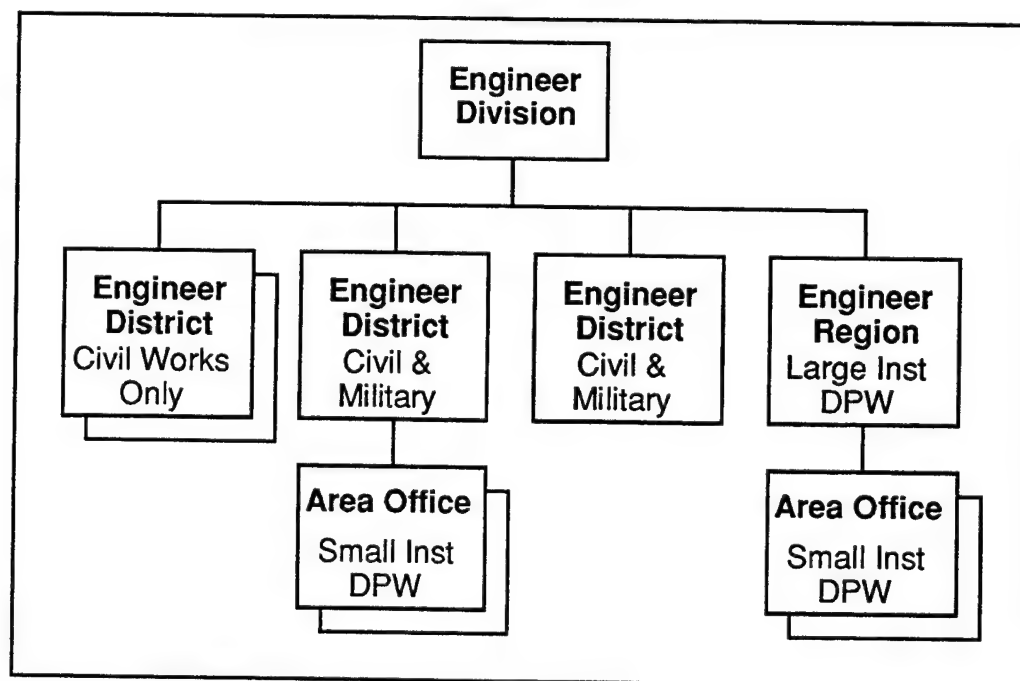 Engineer
Division
Engineer
District
Civil Works
Only
Engineer
District
Civil &
Military
Engineer
District
Civil &
Military
Engineer
Region
Large Inst
DPW
Area Office
Small Inst
DPW
Area Office
Small Inst
DPW